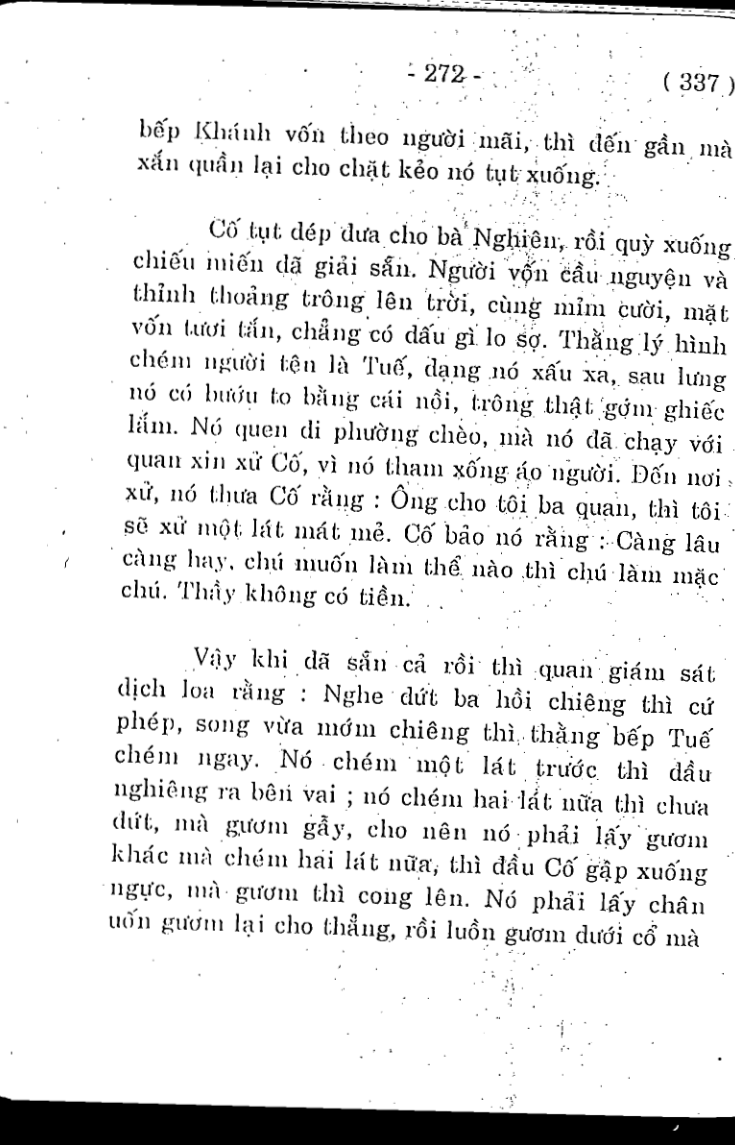 - 272 -
( 337 )
bếp Khánh vốn theo người mãi, thì đến gần mà
xắn quần lại cho chặt kẻo nó tụt xuống.
Cố tụt dép đưa cho bà Nghiên, rồi quỳ xuống
chiếu miến đã giải sẵn. Người vốn cầu nguyện và
thỉnh thoảng trông lên trời, cùng mỉm cười, mặt
vốn tươi tắn, chẳng có dấu gì lo sợ. Thằng lý hình
chém người tên là Tuế, dạng nó xấu xa, sau lưng
nó có bướu to bằng cái nồi, trông thật gớm ghiếc
lắm. Nó quen đi phường chèo, mà nó đã chạy với
quan xin xử Cố, vì nó tham xống áo người. Đến nơi
xử, nó thưa Cố rằng : Ông cho tôi ba quan, thì tôi
sẽ xử một lát mát mẻ. Cố bảo nó rằng : Càng lâu
càng hay, chú muốn làm thể nào thì chú làm mặc
chú. Thầy không có tiền.
Vậy khi đã sẵn cả rồi thì quan giám sát
dịch loa rằng : Nghe dứt ba hồi chiêng thì cứ
phép, song vừa mớm chiêng thì thằng bếp Tuế
chém ngay. Nó chém một lát trước thì đầu
nghiêng ra bên vai ; nó chém hai lát nữa thì chưa
đứt, mà gươm gẫy, cho nên nó phải lấy gươm
khác mà chém hai lát nữa, thì đầu Cố gập xuống
ngực, mà gươm thì cong lên. Nó phải lấy chân
uốn gươm lại cho thẳng, rồi luồn gươm dưới cổ mà